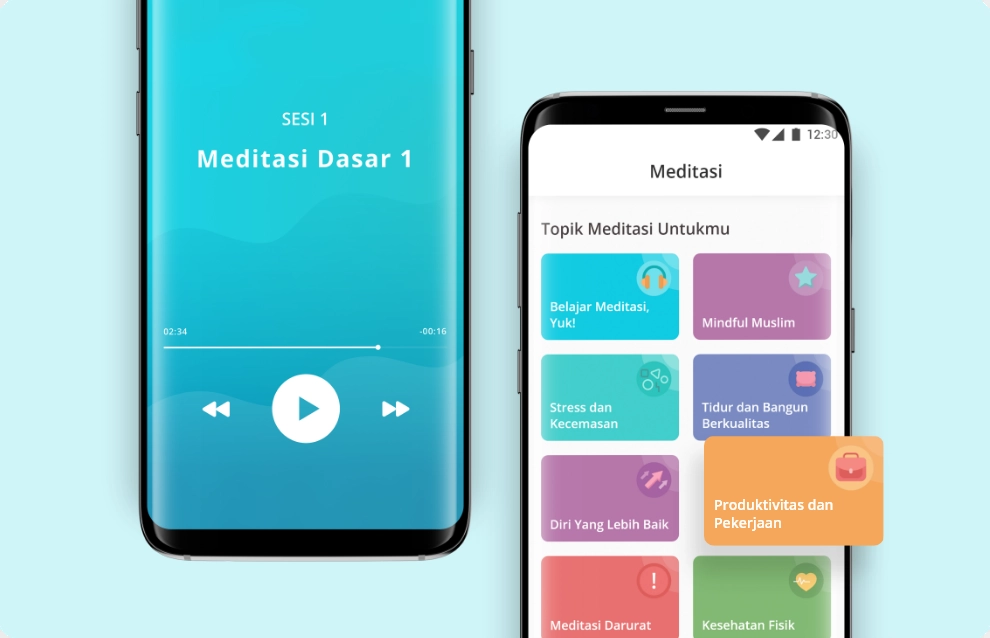 SESI 1
Meditasi Dasar 1
02:34
-00:16
12:30
Meditasi
Topik Meditasi Untukmu
Belajar Meditasi,
Yuk!
Mindful Muslim
Stress dan
Kecemasan
Tidur dan Bangun
Berkualitas
Diri Yang Lebih Baik
Produktivitas dan
Pekerjaan
Meditasi Darurat
Kesehatan Fisik